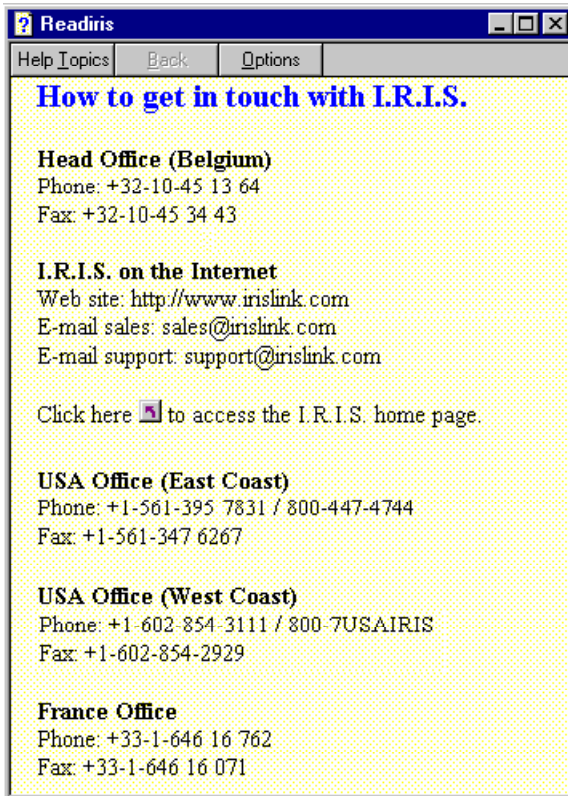 Readiris
Help Topics Back Options
How to get in touch with I.R.I.S.
Head Office (Belgium)
Phone: +32-10-45 13 64
Fax: +32-10-45 34 43
I.R.I.S. on the Internet
Web site: http://www.irislink.com
E-mail sales: sales@irislink.com
E-mail support: support@irislink.com
Click here to access the I.R.I.S. home page.
USA Office (East Coast)
Phone: +1-561-395 7831 / 800-447-4744
Fax: +1-561-347 6267
USA Office (West Coast)
Phone: +1-602-854-3111 / 800-7USAIRIS
Fax: +1-602-854-2929
France Office
Phone: +33-1-646 16 762
Fax: +33-1-646 16 071